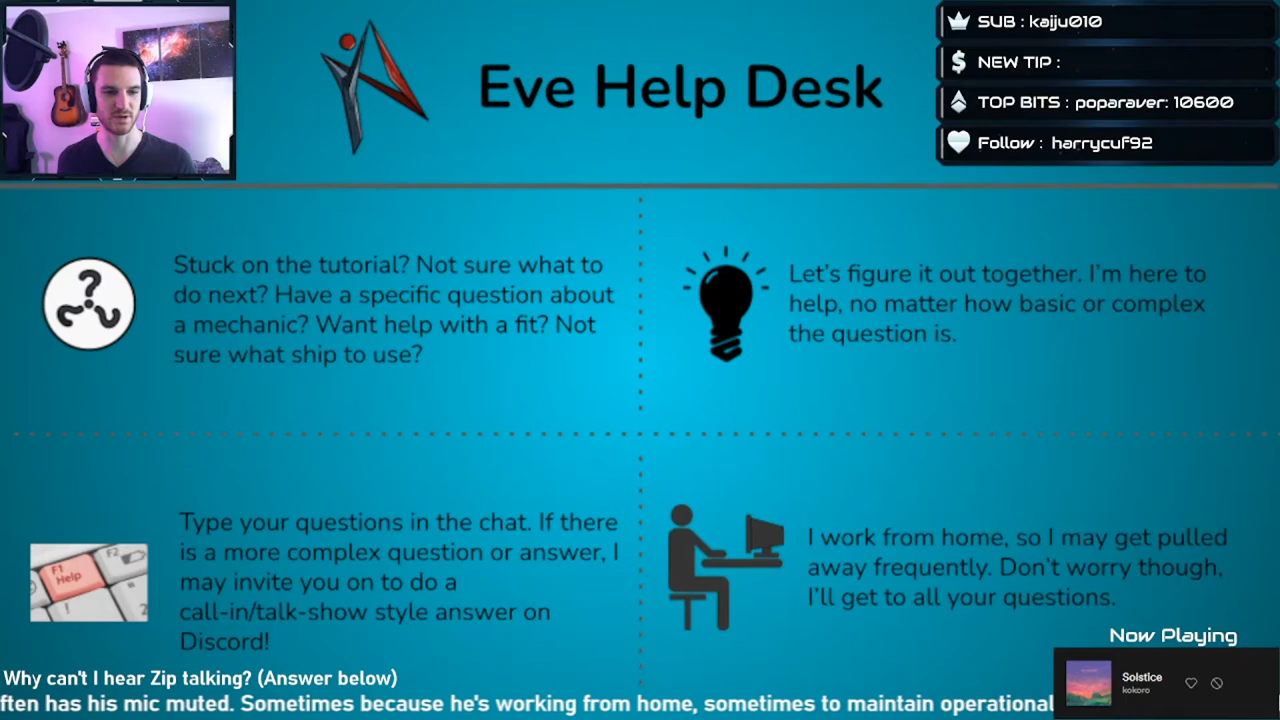 Eve Help Desk
SUB : kaiju010
NEW TIP :
TOP BITS : poparaver: 10600
Follow : harrycuf92
Stuck on the tutorial? Not sure what to
do next? Have a specific question about
a mechanic? Want help with a fit? Not
sure what ship to use?
Let's figure it out together. I'm here to
help, no matter how basic or complex
the question is.
F1
Help
F2
!
2
Type your questions in the chat. If there
is a more complex question or answer, I
may invite you on to do a
call-in/talk-show style answer on
Discord!
I work from home, so I may get pulled
away frequently. Don't worry though,
I'll get to all your questions.
Now Playing
Solstice
kokoro
Why can't I hear Zip talking? (Answer below)
ften has his mic muted. Sometimes because he's working from home, sometimes to maintain operational